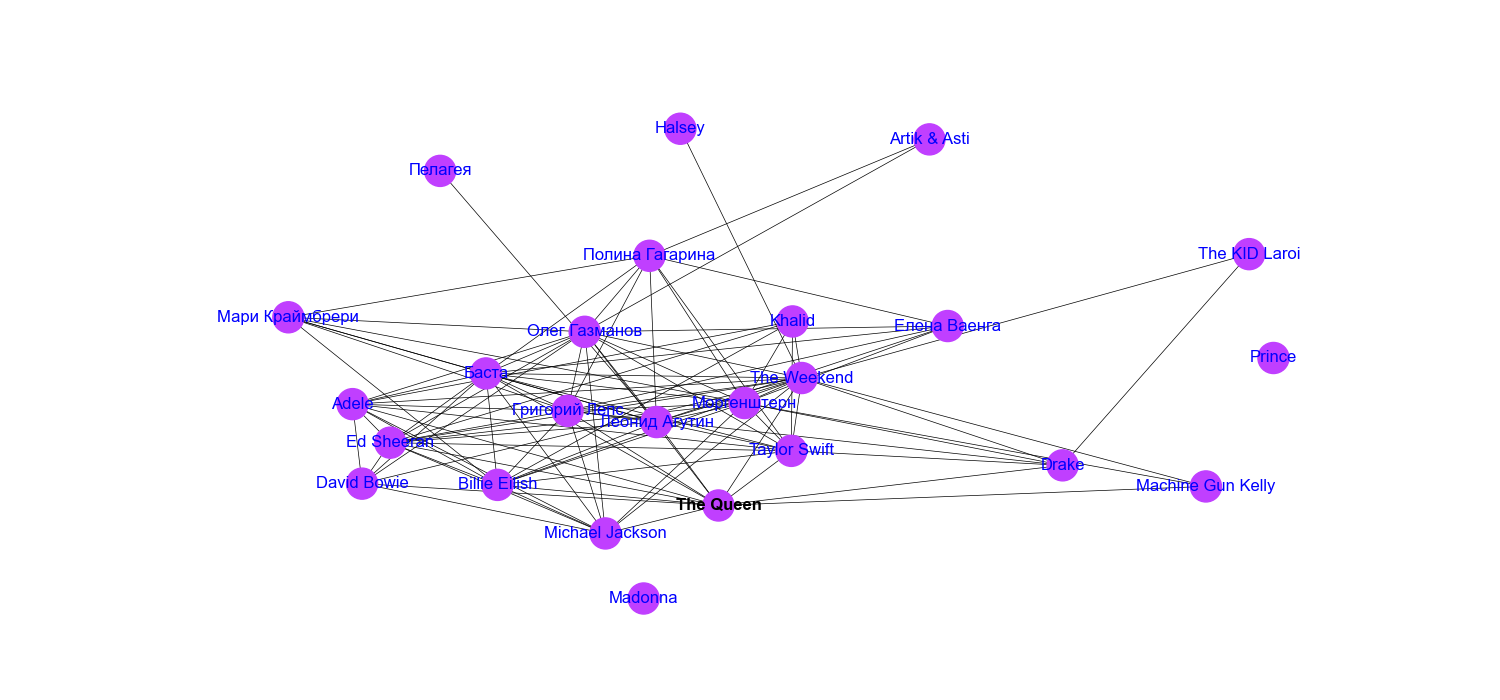 Halsey
Artik & Asti
Пелагея
The KID Laroi
Полина Гагарина
Мари Краймбрери
Олег Газманов
Khalid
Елена Ваенга
Prince
Баста
The Weekend
Adele
Григорий Лепс
Моргенштерн
Леонид Агутин
Ed Sheeran
Taylor Swift
Drake
David Bowie
Billie Eilish
Machine Gun Kelly
The Queen
Michael Jackson
Madonna